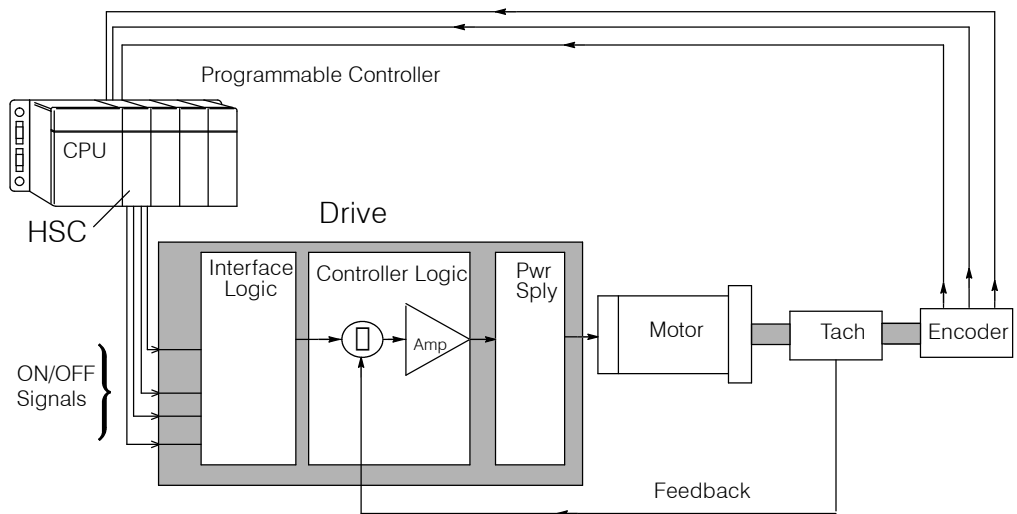 Programmable Controller
CPU
HSC
Drive
Interface
Logic
Controller Logic
Pwr
Sply
Amp
Motor
Tach
Encoder
ON/OFF
Signals
Feedback